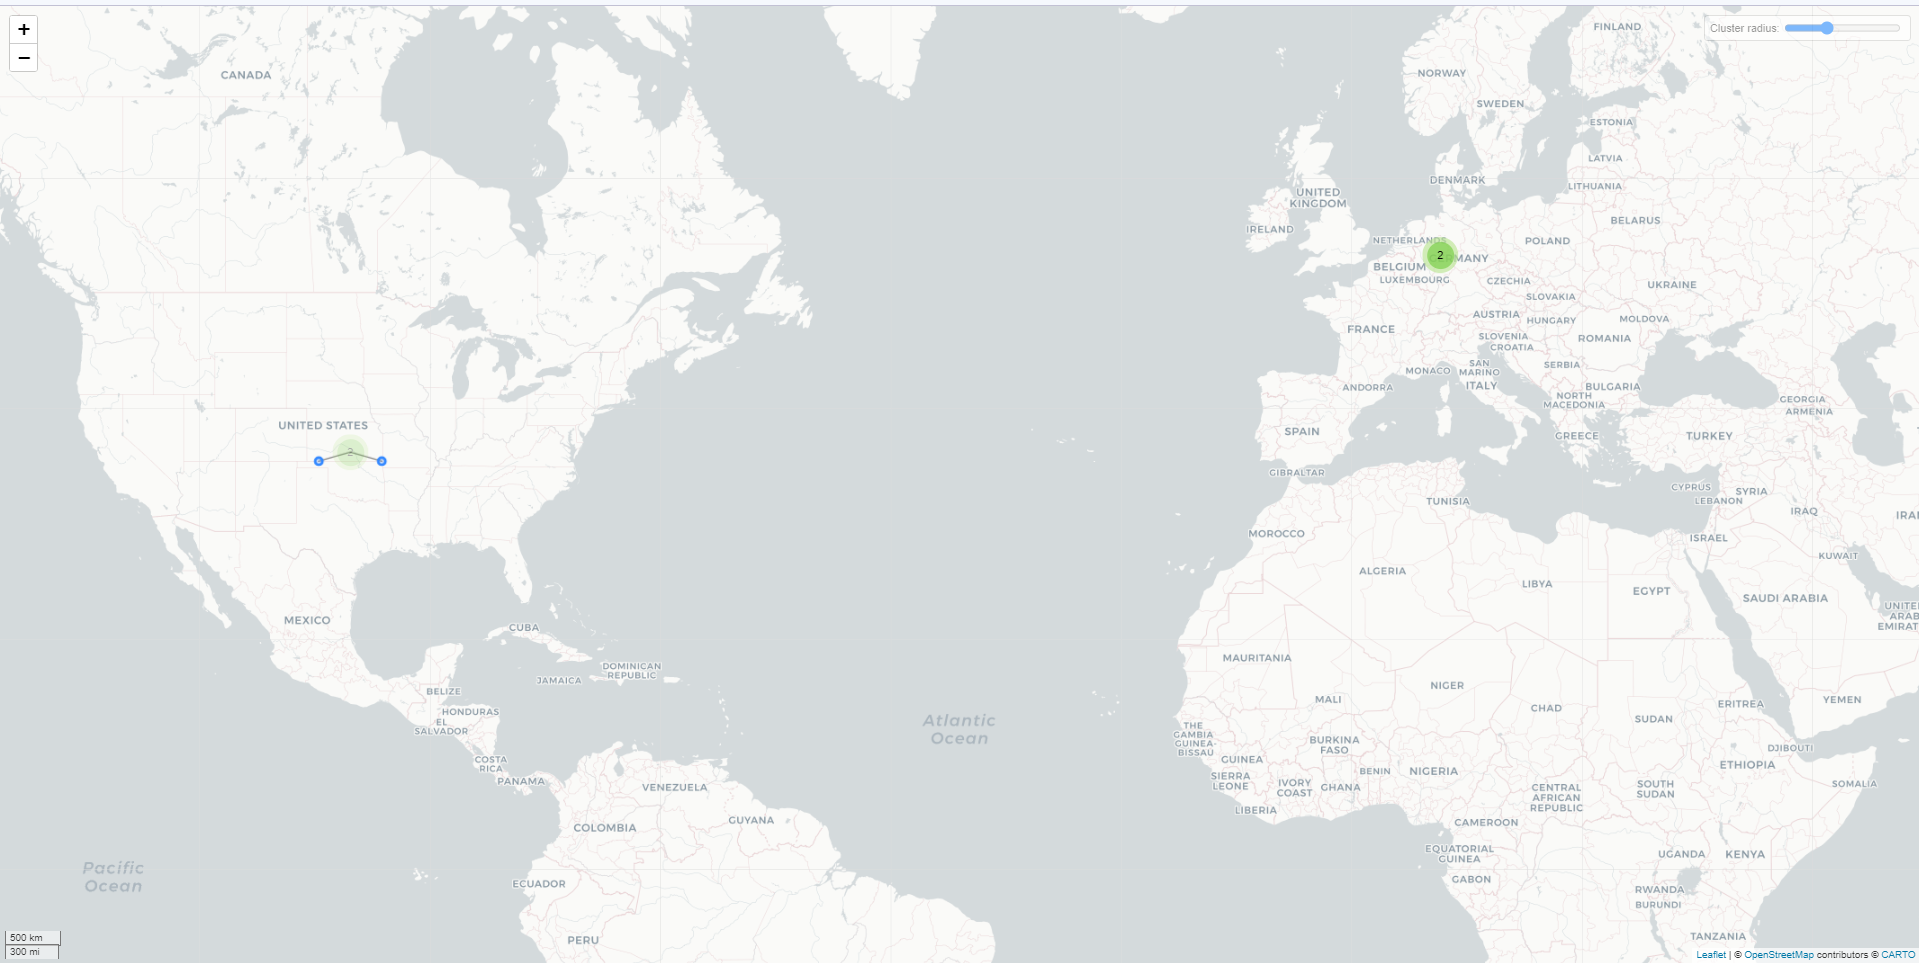 +
−
Cluster radius:
FINLAND
CANADA
NORWAY
SWEDEN
ESTONIA
LATVIA
DENMARK
LITHUANIA
UNITED
KINGDOM
BELARUS
IRELAND
NETHERLANDS
POLAND
2
BELGIUM
MANY
LUXEMBOURG
CZECHIA
UKRAINE
SLOVAKIA
AUSTRIA
HUNGARY
MOLDOVA
FRANCE
SLOVENIA
CROATIA
ROMANIA
SAN
MARINO
SERBIA
MONACO
ANDORRA
ITALY
BULGARIA
NORTH
MACEDONIA
GEORGIA
ARMENIA
UNITED STATES
2
SPAIN
GREECE
TURKEY
GIBRALTAR
CYPRUS
SYRIA
LEBANON
TUNISIA
IRAQ
IRAN
MOROCCO
ISRAEL
KUWAIT
ALGERIA
LIBYA
EGYPT
SAUDI ARABIA
UNITED
ARAB
EMIRAT
MEXICO
CUBA
DOMINICAN
REPUBLIC
JAMAICA
MAURITANIA
BELIZE
HONDURAS
EL
SALVADOR
MALI
NIGER
CHAD
SUDAN
ERITREA
YEMEN
Atlantic
Ocean
THE
GAMBIA
GUINEA-
BISSAU
BURKINA
FASO
DJIBOUTI
COSTA
RICA
PANAMA
GUINEA
SIERRA
LEONE
IVORY
COAST
GHANA
BENIN
NIGERIA
ETHIOPIA
SOMALIA
VENEZUELA
CENTRAL
AFRICAN
REPUBLIC
SOUTH
SUDAN
LIBERIA
GUYANA
COLOMBIA
CAMEROON
Pacific
Ocean
EQUATORIAL
GUINEA
UGANDA
KENYA
ECUADOR
GABON
RWANDA
BURUNDI
PERU
TANZANIA
500 km
300 mi
Leaflet | © OpenStreetMap contributors © CARTO